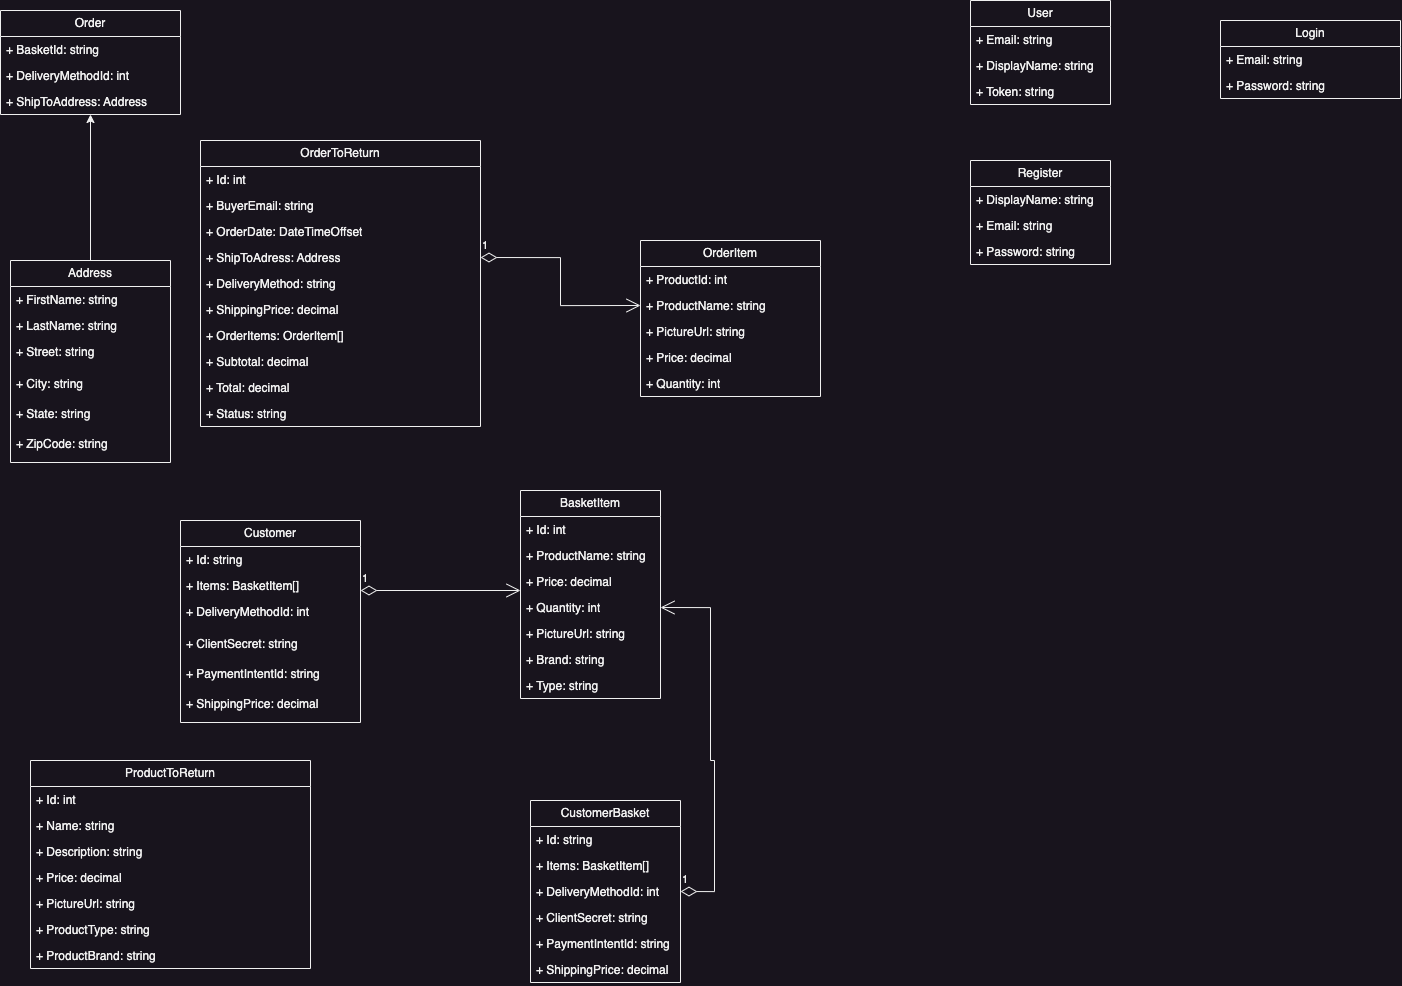 Order
+ BasketId: string
+ DeliveryMethodId: int
+ ShipToAddress: Address
User
+ Email: string
+ DisplayName: string
+ Token: string
Login
+ Email: string
+ Password: string
OrderToReturn
+ Id: int
+ BuyerEmail: string
+ OrderDate: DateTimeOffset
+ ShipToAdress: Address
+ DeliveryMethod: string
+ ShippingPrice: decimal
+ OrderItems: OrderItem[]
+ Subtotal: decimal
+ Total: decimal
+ Status: string
1
Register
+ DisplayName: string
+ Email: string
+ Password: string
OrderItem
+ ProductId: int
+ ProductName: string
+ PictureUrl: string
+ Price: decimal
+ Quantity: int
Address
+ FirstName: string
+ LastName: string
+ Street: string
+ City: string
+ State: string
+ ZipCode: string
Customer
+ Id: string
+ Items: BasketItem[]
+ DeliveryMethodId: int
+ ClientSecret: string
+ PaymentIntentId: string
+ ShippingPrice: decimal
1
BasketItem
+ Id: int
+ ProductName: string
+ Price: decimal
+ Quantity: int
+ PictureUrl: string
+ Brand: string
+ Type: string
ProductToReturn
+ Id: int
+ Name: string
+ Description: string
+ Price: decimal
+ PictureUrl: string
+ ProductType: string
+ ProductBrand: string
CustomerBasket
+ Id: string
+ Items: BasketItem[]
+ DeliveryMethodId: int
+ ClientSecret: string
+ PaymentIntentId: string
+ ShippingPrice: decimal
1